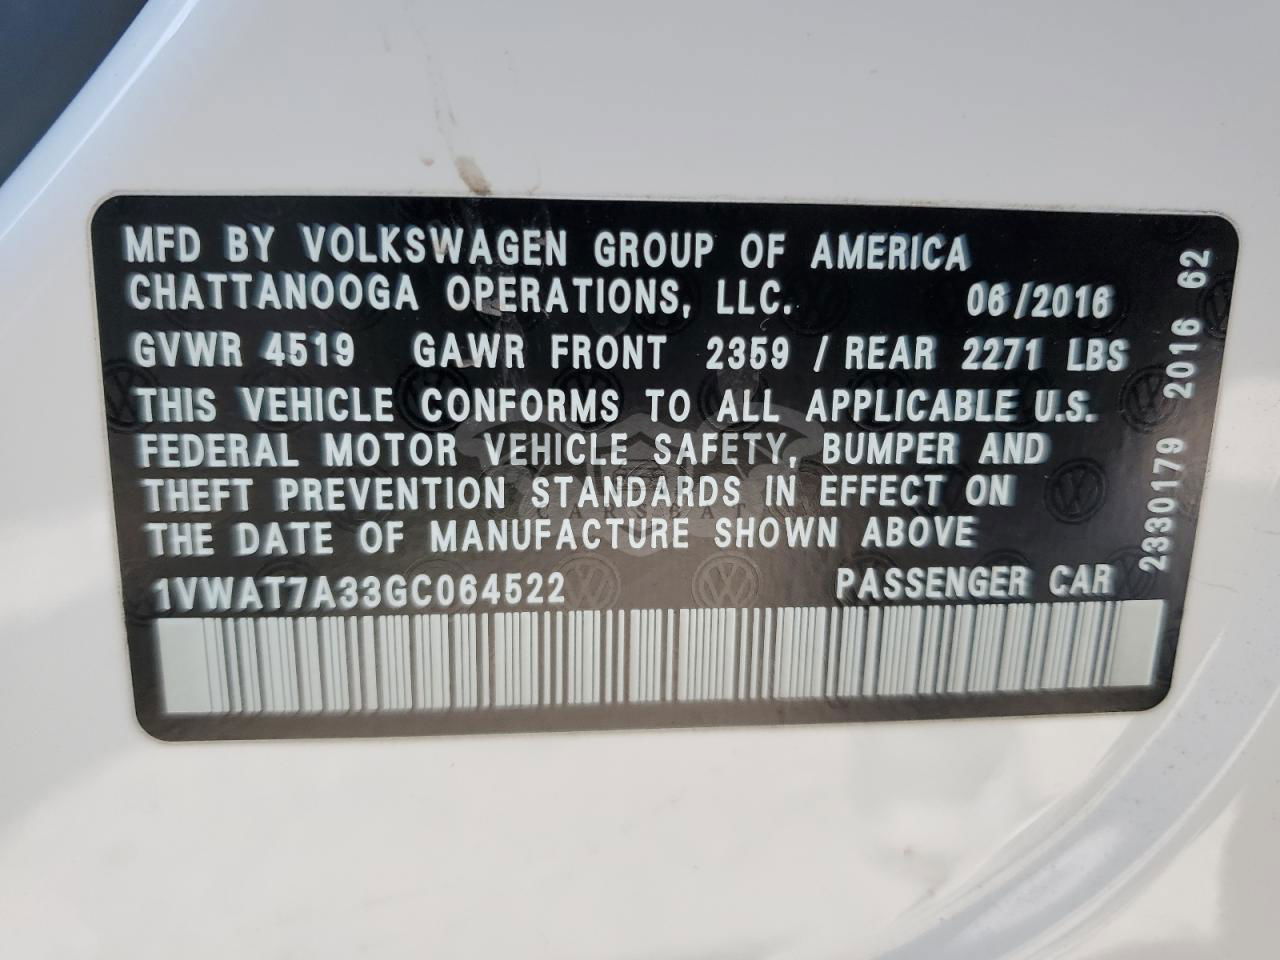 MFD BY VOLKSWAGEN GROUP OF AMERICA
CHATTANOOGA OPERATIONS, LLC. 06/2016
GVWR 4519 GAWR FRONT 2359 / REAR 2271 LBS
THIS VEHICLE CONFORMS TO ALL APPLICABLE U.S.
FEDERAL MOTOR VEHICLE SAFETY, BUMPER AND
THEFT PREVENTION STANDARDS IN EFFECT ON
THE DATE OF MANUFACTURE SHOWN ABOVE
1VWAT7A33GC064522 PASSENGER CAR
2330179 2016 62